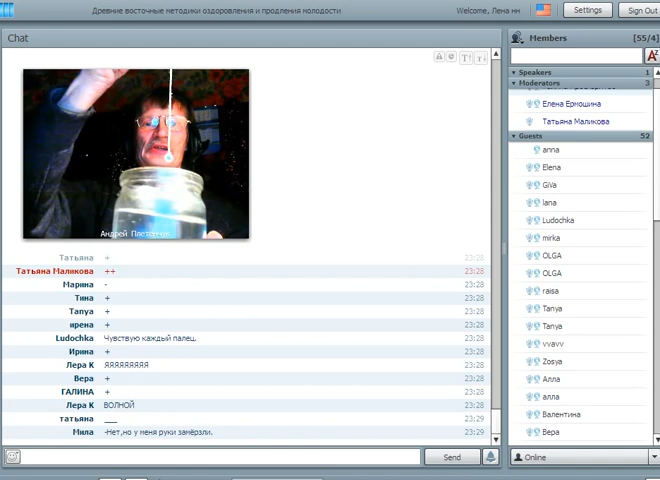 Древние восточные методики оздоровления и продления молодости
Welcome, Лена нн
Settings
Sign Out
Chat
Андрей
Татьяна + 23:28
Татьяна Маликова ++ 23:28
Марина - 23:28
Тина + 23:28
Tanya + 23:28
ирена + 23:28
Ludochka Чувствую каждый палец. 23:28
Ирина + 23:28
Лера К ЯЯЯЯЯЯЯЯЯ 23:28
Вера + 23:28
ГАЛИНА + 23:28
Лера К ВОЛНОЙ 23:28
татьяна ___ 23:29
Мила -Нет,но у меня руки замёрзли. 23:29
Send
Members [55/4]
Speakers 1
Moderators 3
Елена Ермошина
Татьяна Маликова
Guests 52
anna
Elena
GiVa
lana
Ludochka
mirka
OLGA
OLGA
raisa
Tanya
Tanya
vvavv
Zosya
Алла
алла
Валентина
Вера
Online